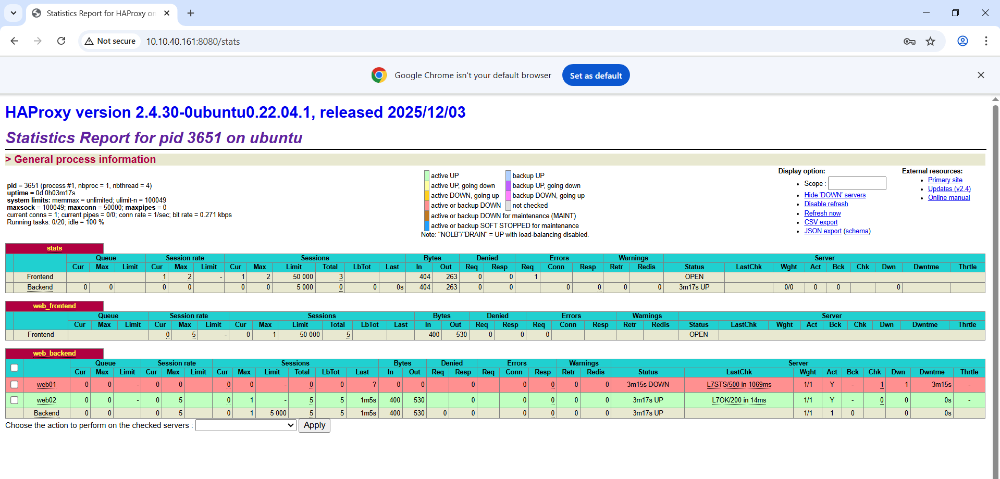 Statistics Report for HAProxy on
Not secure
10.10.40.161:8080/stats
Google Chrome isn't your default browser
Set as default
HAProxy version 2.4.30-0ubuntu0.22.04.1, released 2025/12/03
Statistics Report for pid 3651 on ubuntu
> General process information
pid = 3651 (process #1, nbproc = 1, nbthread = 4)
uptime = 0d 0h03m17s
system limits: memmax = unlimited; ulimit-n = 100049
maxsock = 100049; maxconn = 50000; maxpipes = 0
current conns = 1; current pipes = 0/0; conn rate = 1/sec; bit rate = 0.271 kbps
Running tasks: 0/20; idle = 100 %
active UP backup UP
active UP, going down backup UP, going down
active DOWN, going up backup DOWN, going up
active or backup DOWN not checked
active or backup DOWN for maintenance (MAINT)
active or backup SOFT STOPPED for maintenance
Note: "NOLB"/"DRAIN" = UP with load-balancing disabled.
Display option:
Scope :
Hide 'DOWN' servers
Disable refresh
Refresh now
CSV export
JSON export (schema)
External resources:
Primary site
Updates (v2.4)
Online manual
stats
Queue Session rate Sessions Bytes Denied Errors Warnings Server
Cur Max Limit Cur Max Limit Cur Max Limit Total LbTot Last In Out Req Resp Req Conn Resp Retr Redis Status LastChk Wght Act Bck Chk Dwn Dwntme Thrtle
Frontend 1 2 - 1 2 50 000 3 404 263 0 0 1 OPEN
Backend 0 0 0 0 0 0 5 000 0 0 0s 404 263 0 0 0 0 0 0 3m17s UP 0/0 0 0 0
web_frontend
Queue Session rate Sessions Bytes Denied Errors Warnings Server
Cur Max Limit Cur Max Limit Cur Max Limit Total LbTot Last In Out Req Resp Req Conn Resp Retr Redis Status LastChk Wght Act Bck Chk Dwn Dwntme Thrtle
Frontend 0 5 - 0 1 50 000 5 400 530 0 0 0 OPEN
web_backend
Queue Session rate Sessions Bytes Denied Errors Warnings Server
Cur Max Limit Cur Max Limit Cur Max Limit Total LbTot Last In Out Req Resp Req Conn Resp Retr Redis Status LastChk Wght Act Bck Chk Dwn Dwntme Thrtle
web01 0 0 - 0 0 0 0 - 0 0 ? 0 0 0 0 0 0 0 3m15s DOWN L7STS/500 in 1069ms 1/1 Y - 1 1 3m15s -
web02 0 0 - 0 5 0 1 - 5 5 1m5s 400 530 0 0 0 0 0 3m17s UP L7OK/200 in 14ms 1/1 Y - 0 0 0s -
Backend 0 0 0 5 0 1 5 000 5 5 1m5s 400 530 0 0 0 0 0 0 3m17s UP 1/1 1 0 0 0s
Choose the action to perform on the checked servers :
Apply